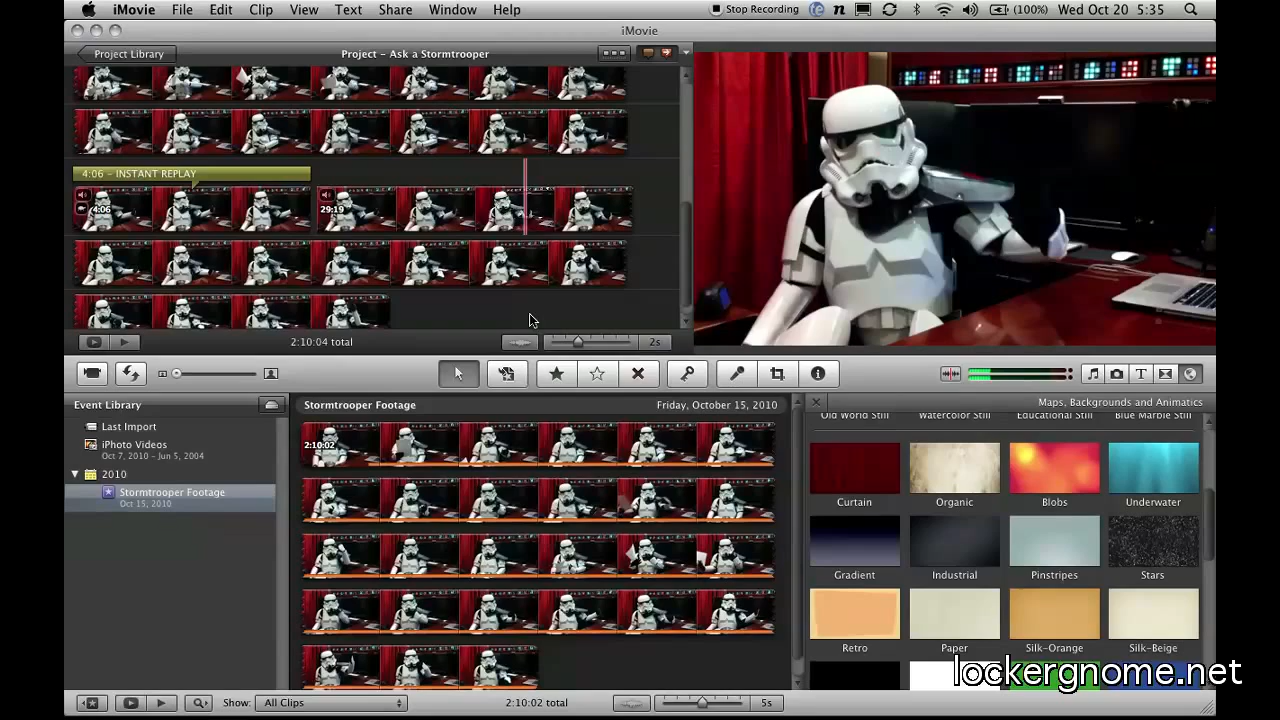 iMovie File Edit Clip View Text Share Window Help Stop Recording (100%) Wed Oct 20 5:35
iMovie
Project Library Project – Ask a Stormtrooper
4:06 – INSTANT REPLAY
4:06 29:19
2:10:04 total 2s
Event Library
Last Import
iPhoto Videos
Oct 7, 2010 – Jun 5, 2004
2010
Stormtrooper Footage
Oct 15, 2010
Stormtrooper Footage Friday, October 15, 2010
2:10:02
Maps, Backgrounds and Animatics
Old World Still Watercolor Still Educational Still Blue Marble Still
Curtain Organic Blobs Underwater
Gradient Industrial Pinstripes Stars
Retro Paper Silk-Orange Silk-Beige
Show: All Clips 2:10:02 total 5s
lockergnome.net